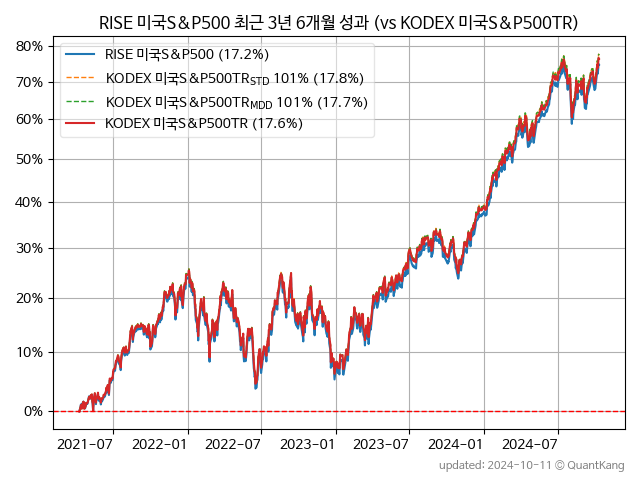 RISE 미국S&P500 최근 3년 6개월 성과 (vs KODEX 미국S&P500TR)
80%
70%
60%
50%
40%
30%
20%
10%
0%
RISE 미국S&P500 (17.2%)
KODEX 미국S&P500TRSTD 101% (17.8%)
KODEX 미국S&P500TRMDD 101% (17.7%)
KODEX 미국S&P500TR (17.6%)
2021-07 2022-01 2022-07 2023-01 2023-07 2024-01 2024-07
updated: 2024-10-11 © QuantKang